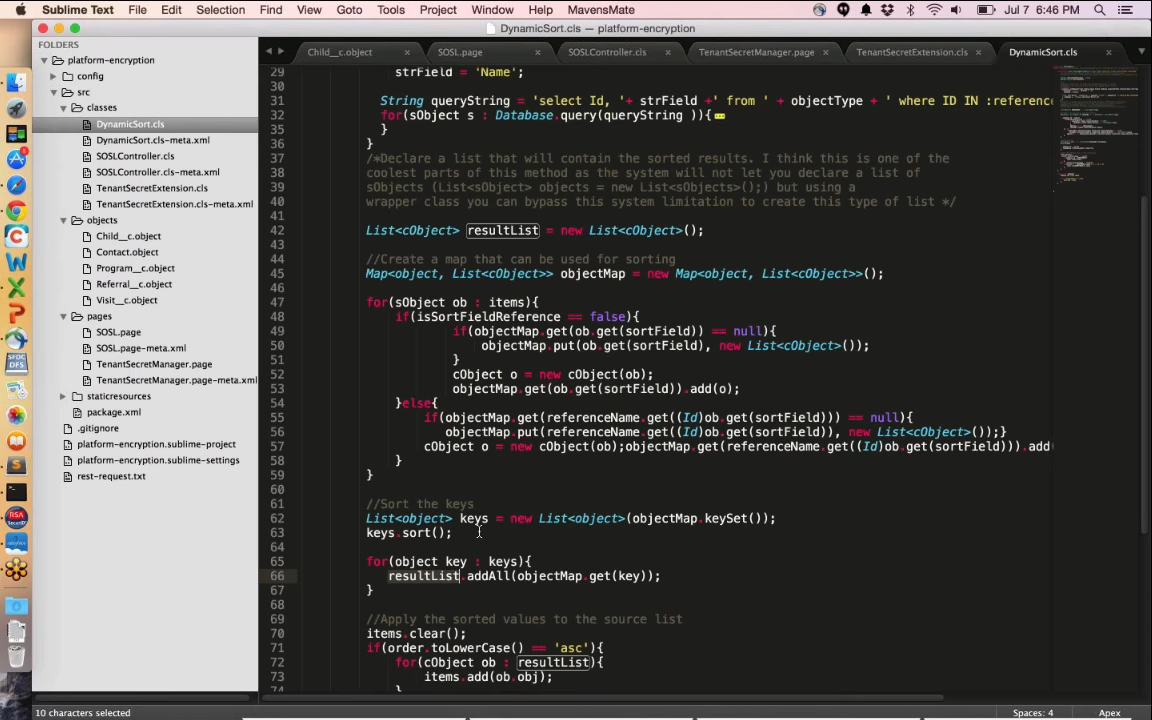 Sublime Text File Edit Selection Find View Goto Tools Project Window Help MavensMate Jul 7 6:46 PM
DynamicSort.cls — platform-encryption
FOLDERS
platform-encryption
config
src
classes
DynamicSort.cls
DynamicSort.cls-meta.xml
SOSLController.cls
SOSLController.cls-meta.xml
TenantSecretExtension.cls
TenantSecretExtension.cls-meta.xml
objects
Child__c.object
Contact.object
Program__c.object
Referral__c.object
Visit__c.object
pages
SOSL.page
SOSL.page-meta.xml
TenantSecretManager.page
TenantSecretManager.page-meta.xml
staticresources
package.xml
.gitignore
platform-encryption.sublime-project
platform-encryption.sublime-settings
rest-request.txt
Child__c.object × SOSL.page × SOSLController.cls × TenantSecretManager.page × TenantSecretExtension.cls × DynamicSort.cls ×
29 strField = 'Name';
30
31 String queryString = 'select Id, '+ strField +' from ' + objectType + ' where ID IN :reference
32 for(sObject s : Database.query(queryString )){
35 }
36 }
37 /*Declare a list that will contain the sorted results. I think this is one of the
38 coolest parts of this method as the system will not let you declare a list of
39 sObjects (List<sObject> objects = new List<sObjects>();) but using a
40 wrapper class you can bypass this system limitation to create this type of list */
41
42 List<cObject> resultList = new List<cObject>();
43
44 //Create a map that can be used for sorting
45 Map<object, List<cObject>> objectMap = new Map<object, List<cObject>>();
46
47 for(sObject ob : items){
48 if(isSortFieldReference == false){
49 if(objectMap.get(ob.get(sortField)) == null){
50 objectMap.put(ob.get(sortField), new List<cObject>());
51 }
52 cObject o = new cObject(ob);
53 objectMap.get(ob.get(sortField)).add(o);
54 }else{
55 if(objectMap.get(referenceName.get((Id)ob.get(sortField))) == null){
56 objectMap.put(referenceName.get((Id)ob.get(sortField)), new List<cObject>());}
57 cObject o = new cObject(ob);objectMap.get(referenceName.get((Id)ob.get(sortField))).add
58 }
59 }
60
61 //Sort the keys
62 List<object> keys = new List<object>(objectMap.keySet());
63 keys.sort();
64
65 for(object key : keys){
66 resultList.addAll(objectMap.get(key));
67 }
68
69 //Apply the sorted values to the source list
70 items.clear();
71 if(order.toLowerCase() == 'asc'){
72 for(cObject ob : resultList){
73 items.add(ob.obj);
74 }
10 characters selected Spaces: 4 Apex